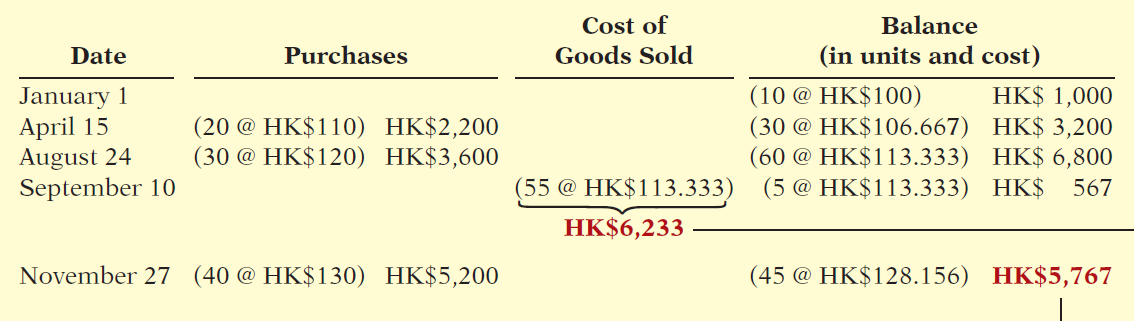 Cost of Balance
Date Purchases Goods Sold (in units and cost)
January 1 (10 @ HK$100) HK$ 1,000
April 15 (20 @ HK$110) HK$2,200 (30 @ HK$106.667) HK$ 3,200
August 24 (30 @ HK$120) HK$3,600 (60 @ HK$113.333) HK$ 6,800
September 10 (55 @ HK$113.333) (5 @ HK$113.333) HK$ 567
HK$6,233
November 27 (40 @ HK$130) HK$5,200 (45 @ HK$128.156) HK$5,767